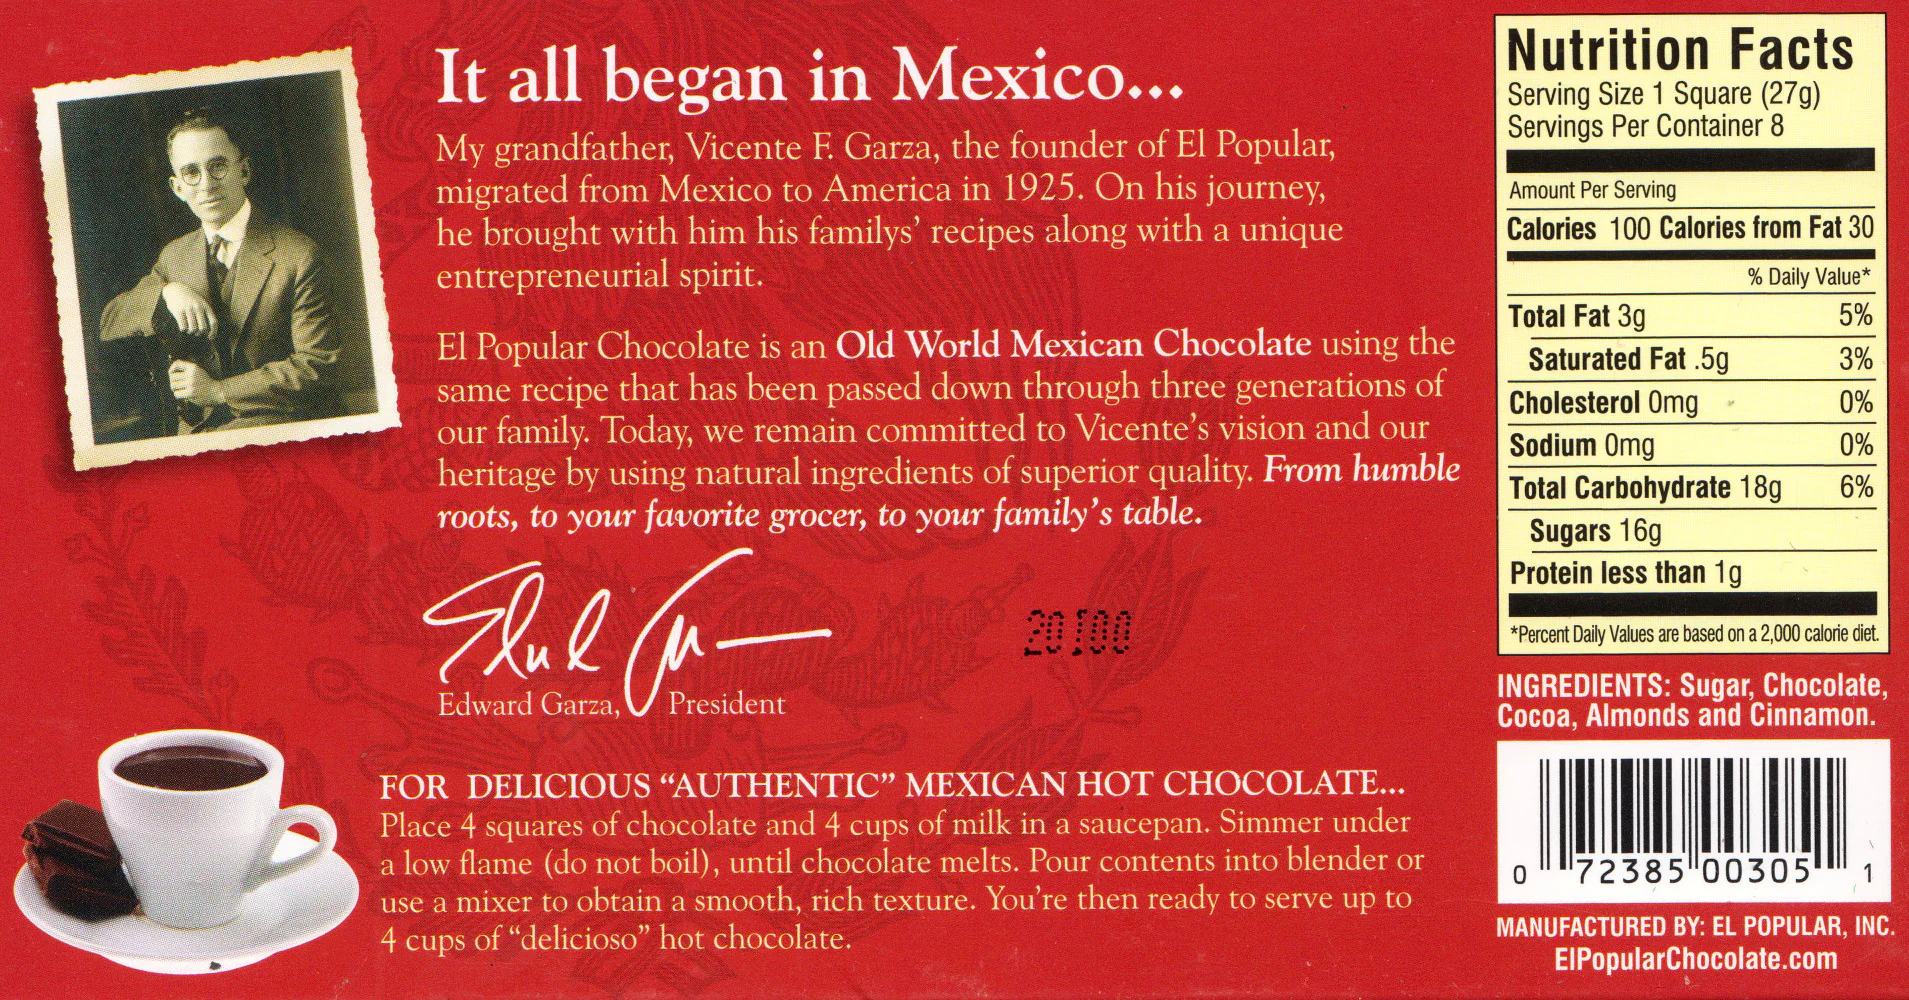 It all began in Mexico...
My grandfather, Vicente F. Garza, the founder of El Popular,
migrated from Mexico to America in 1925. On his journey,
he brought with him his familys’ recipes along with a unique
entrepreneurial spirit.
El Popular Chocolate is an Old World Mexican Chocolate using the
same recipe that has been passed down through three generations of
our family. Today, we remain committed to Vicente’s vision and our
heritage by using natural ingredients of superior quality. From humble
roots, to your favorite grocer, to your family’s table.
Edward Garza, President
20100
FOR DELICIOUS “AUTHENTIC” MEXICAN HOT CHOCOLATE...
Place 4 squares of chocolate and 4 cups of milk in a saucepan. Simmer under
a low flame (do not boil), until chocolate melts. Pour contents into blender or
use a mixer to obtain a smooth, rich texture. You’re then ready to serve up to
4 cups of “delicioso” hot chocolate.
Nutrition Facts
Serving Size 1 Square (27g)
Servings Per Container 8
Amount Per Serving
Calories 100 Calories from Fat 30
% Daily Value*
Total Fat 3g 5%
Saturated Fat .5g 3%
Cholesterol 0mg 0%
Sodium 0mg 0%
Total Carbohydrate 18g 6%
Sugars 16g
Protein less than 1g
*Percent Daily Values are based on a 2,000 calorie diet.
INGREDIENTS: Sugar, Chocolate,
Cocoa, Almonds and Cinnamon.
0 72385 00305 1
MANUFACTURED BY: EL POPULAR, INC.
ElPopularChocolate.com